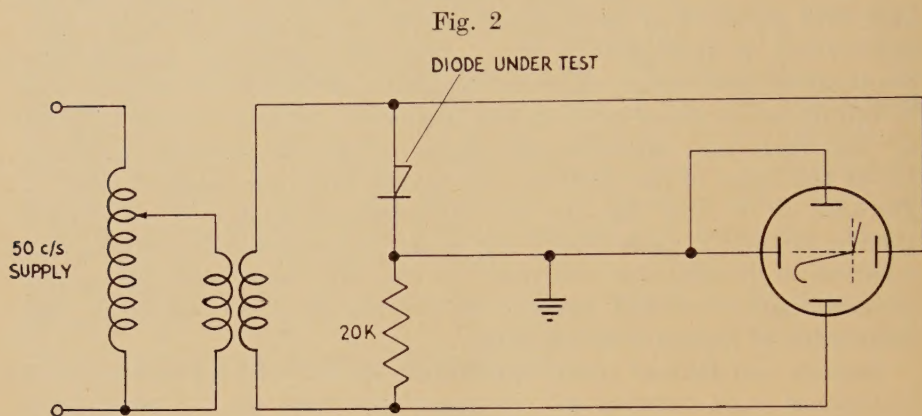 Fig. 2
DIODE UNDER TEST
50 c/s
SUPPLY
20K